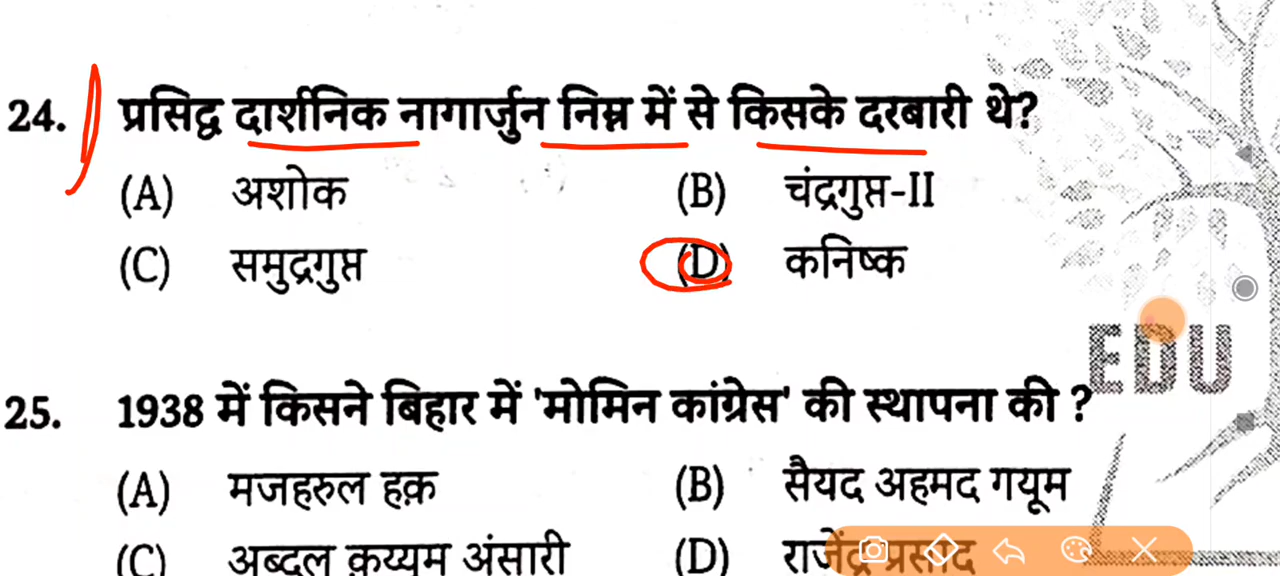 24. प्रसिद्ध दार्शनिक नागार्जुन निम्न में से किसके दरबारी थे?
(A) अशोक (B) चंद्रगुप्त-II
(C) समुद्रगुप्त (D) कनिष्क
EDU
25. 1938 में किसने बिहार में 'मोमिन कांग्रेस' की स्थापना की ?
(A) मजहरुल हक़ (B) सैयद अहमद गयूम
(C) अब्दुल क़य्यूम अंसारी (D) राजेंद्र प्रसाद